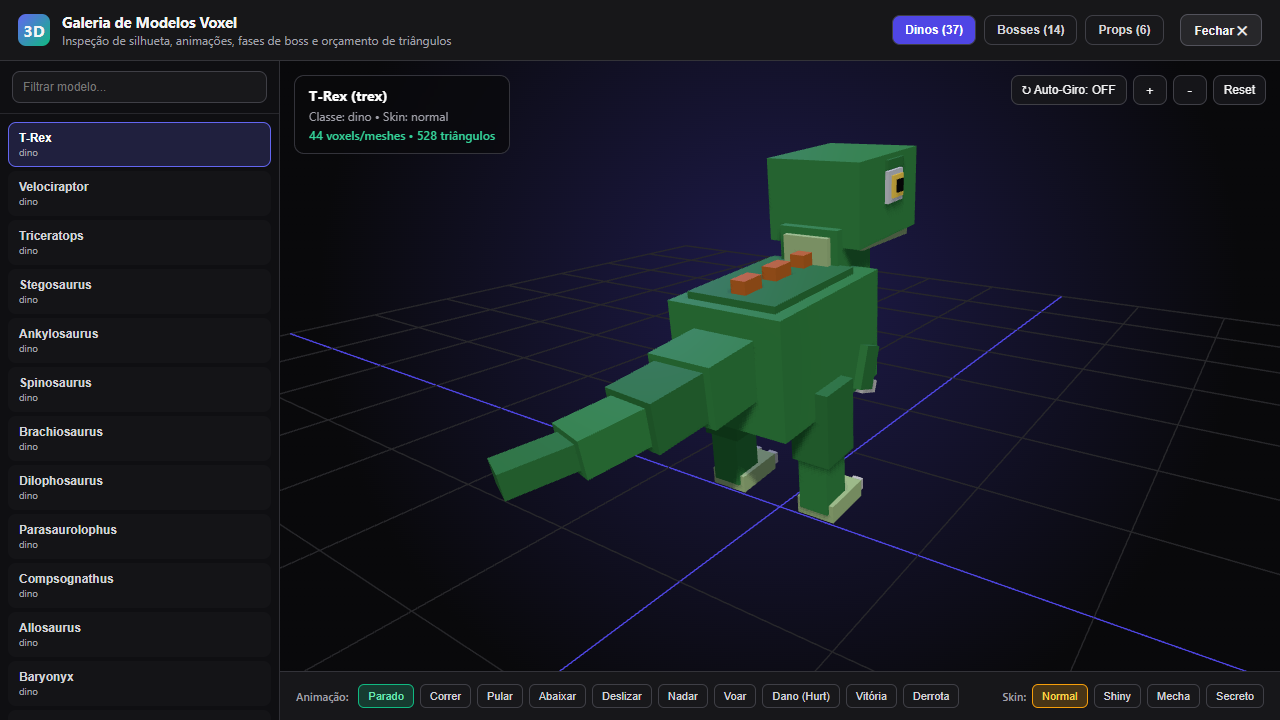 3D
Galeria de Modelos Voxel
Inspeção de silhueta, animações, fases de boss e orçamento de triângulos
Dinos (37)
Bosses (14)
Props (6)
Fechar ✕
Filtrar modelo...
T-Rex
dino
Velociraptor
dino
Triceratops
dino
Stegosaurus
dino
Ankylosaurus
dino
Spinosaurus
dino
Brachiosaurus
dino
Dilophosaurus
dino
Parasaurolophus
dino
Compsognathus
dino
Allosaurus
dino
Baryonyx
dino
T-Rex (trex)
Classe: dino • Skin: normal
44 voxels/meshes • 528 triângulos
↻ Auto-Giro: OFF
+
-
Reset
Animação:
Parado
Correr
Pular
Abaixar
Deslizar
Nadar
Voar
Dano (Hurt)
Vitória
Derrota
Skin:
Normal
Shiny
Mecha
Secreto